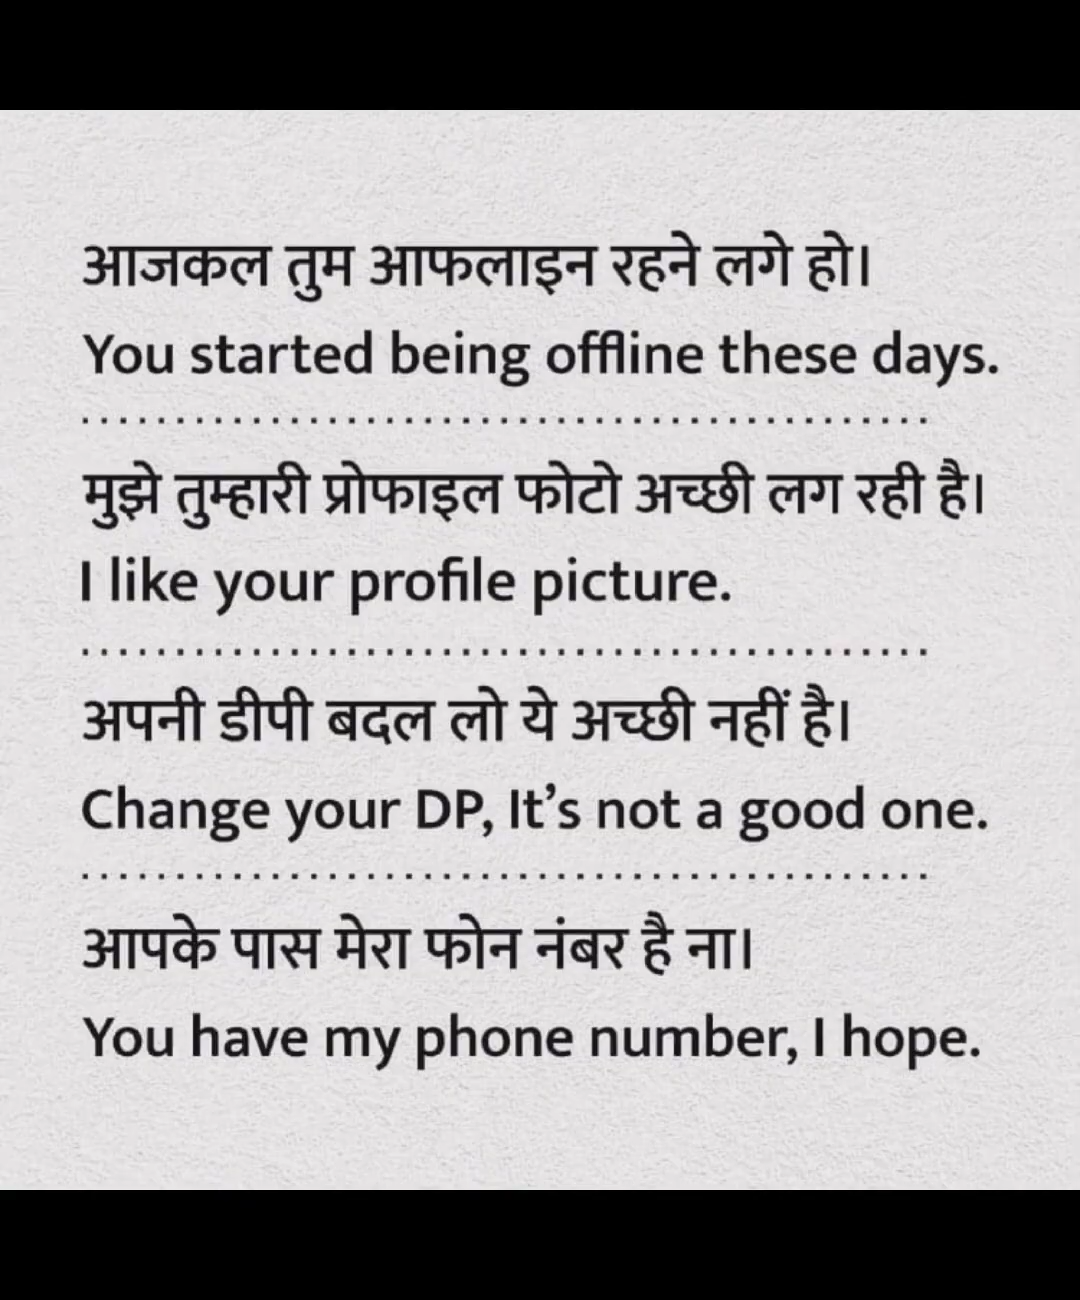 आजकल तुम आफलाइन रहने लगे हो।
You started being offline these days.
मुझे तुम्हारी प्रोफाइल फोटो अच्छी लग रही है।
I like your profile picture.
अपनी डीपी बदल लो ये अच्छी नहीं है।
Change your DP, It’s not a good one.
आपके पास मेरा फोन नंबर है ना।
You have my phone number, I hope.